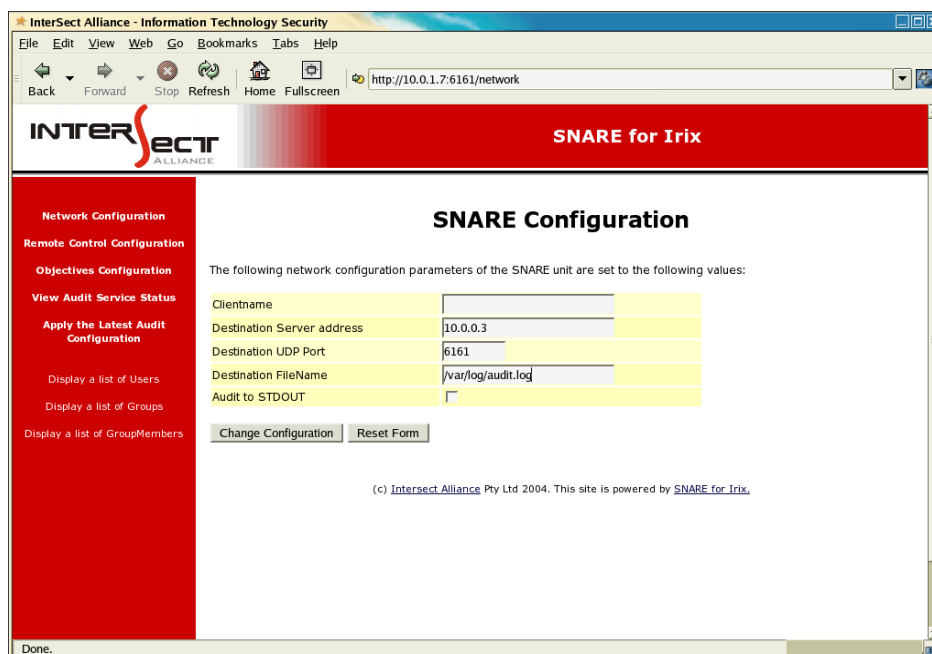 InterSect Alliance - Information Technology Security
File Edit View Web Go Bookmarks Tabs Help
Back Forward Stop Refresh Home Fullscreen http://10.0.1.7:6161/network
INTERSECT
ALLIANCE
SNARE for Irix
Network Configuration
Remote Control Configuration
Objectives Configuration
View Audit Service Status
Apply the Latest Audit
Configuration
Display a list of Users
Display a list of Groups
Display a list of GroupMembers
SNARE Configuration
The following network configuration parameters of the SNARE unit are set to the following values:
Clientname
Destination Server address 10.0.0.3
Destination UDP Port 6161
Destination FileName /var/log/audit.log
Audit to STDOUT
Change Configuration Reset Form
(c) Intersect Alliance Pty Ltd 2004. This site is powered by SNARE for Irix.
Done.